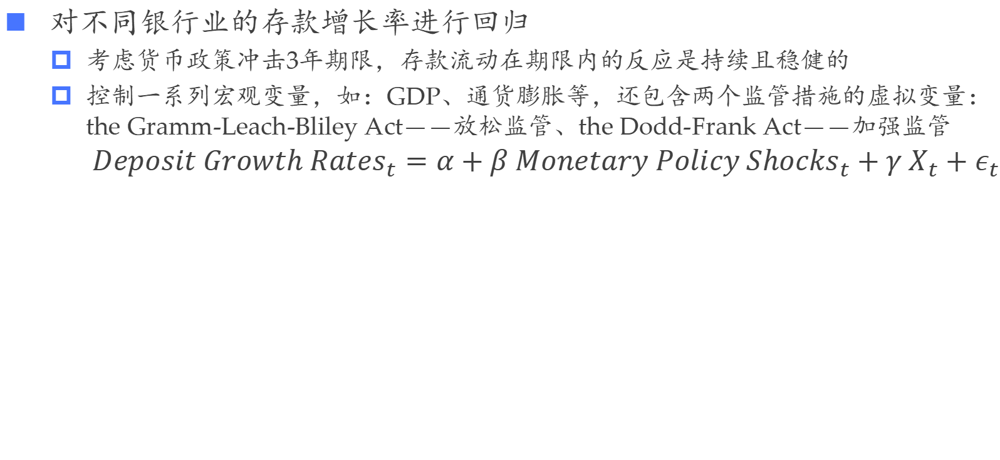 对不同银行业的存款增长率进行回归
考虑货币政策冲击3年期限，存款流动在期限内的反应是持续且稳健的
控制一系列宏观变量，如：GDP、通货膨胀等，还包含两个监管措施的虚拟变量：
the Gramm-Leach-Bliley Act——放松监管、the Dodd-Frank Act——加强监管
Deposit Growth Rates_t = α + β Monetary Policy Shocks_t + γ X_t + ϵ_t